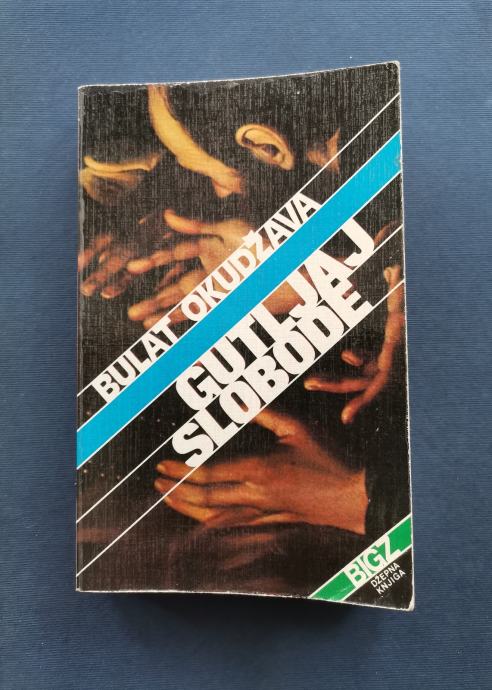 BULAT OKUDŽAVA
GUTLJAJ
SLOBODE
BIGZ
DŽEPNA
KNJIGA